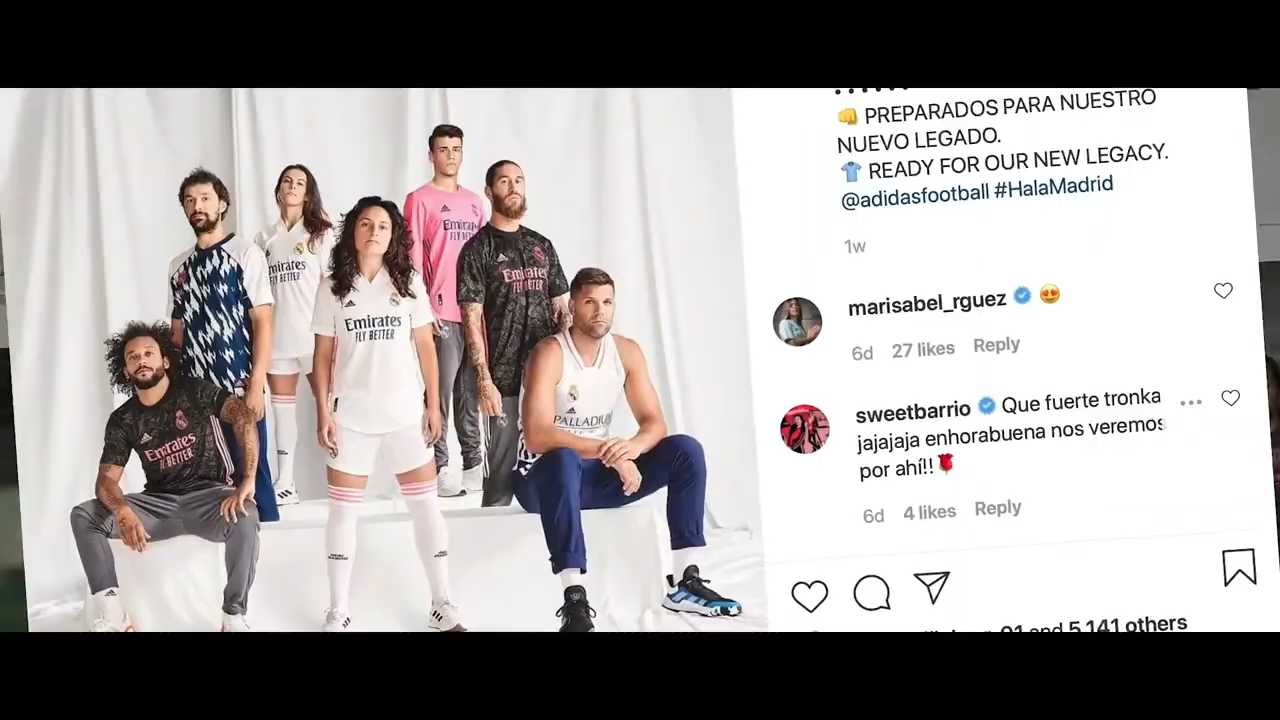 👊 PREPARADOS PARA NUESTRO
NUEVO LEGADO.
👕 READY FOR OUR NEW LEGACY.
@adidasfootball #HalaMadrid
1w
marisabel_rguez 😍
6d 27 likes Reply
sweetbarrio Que fuerte tronka
jajajaja enhorabuena nos veremos
por ahí!!🌹
6d 4 likes Reply
01 and 5,141 others
Emirates
FLY BETTER
Emirates
FLY BETTER
Emirates
FLY BETTER
Emirates
FLY BETTER
Emirates
FLY BETTER
PALLADIUM